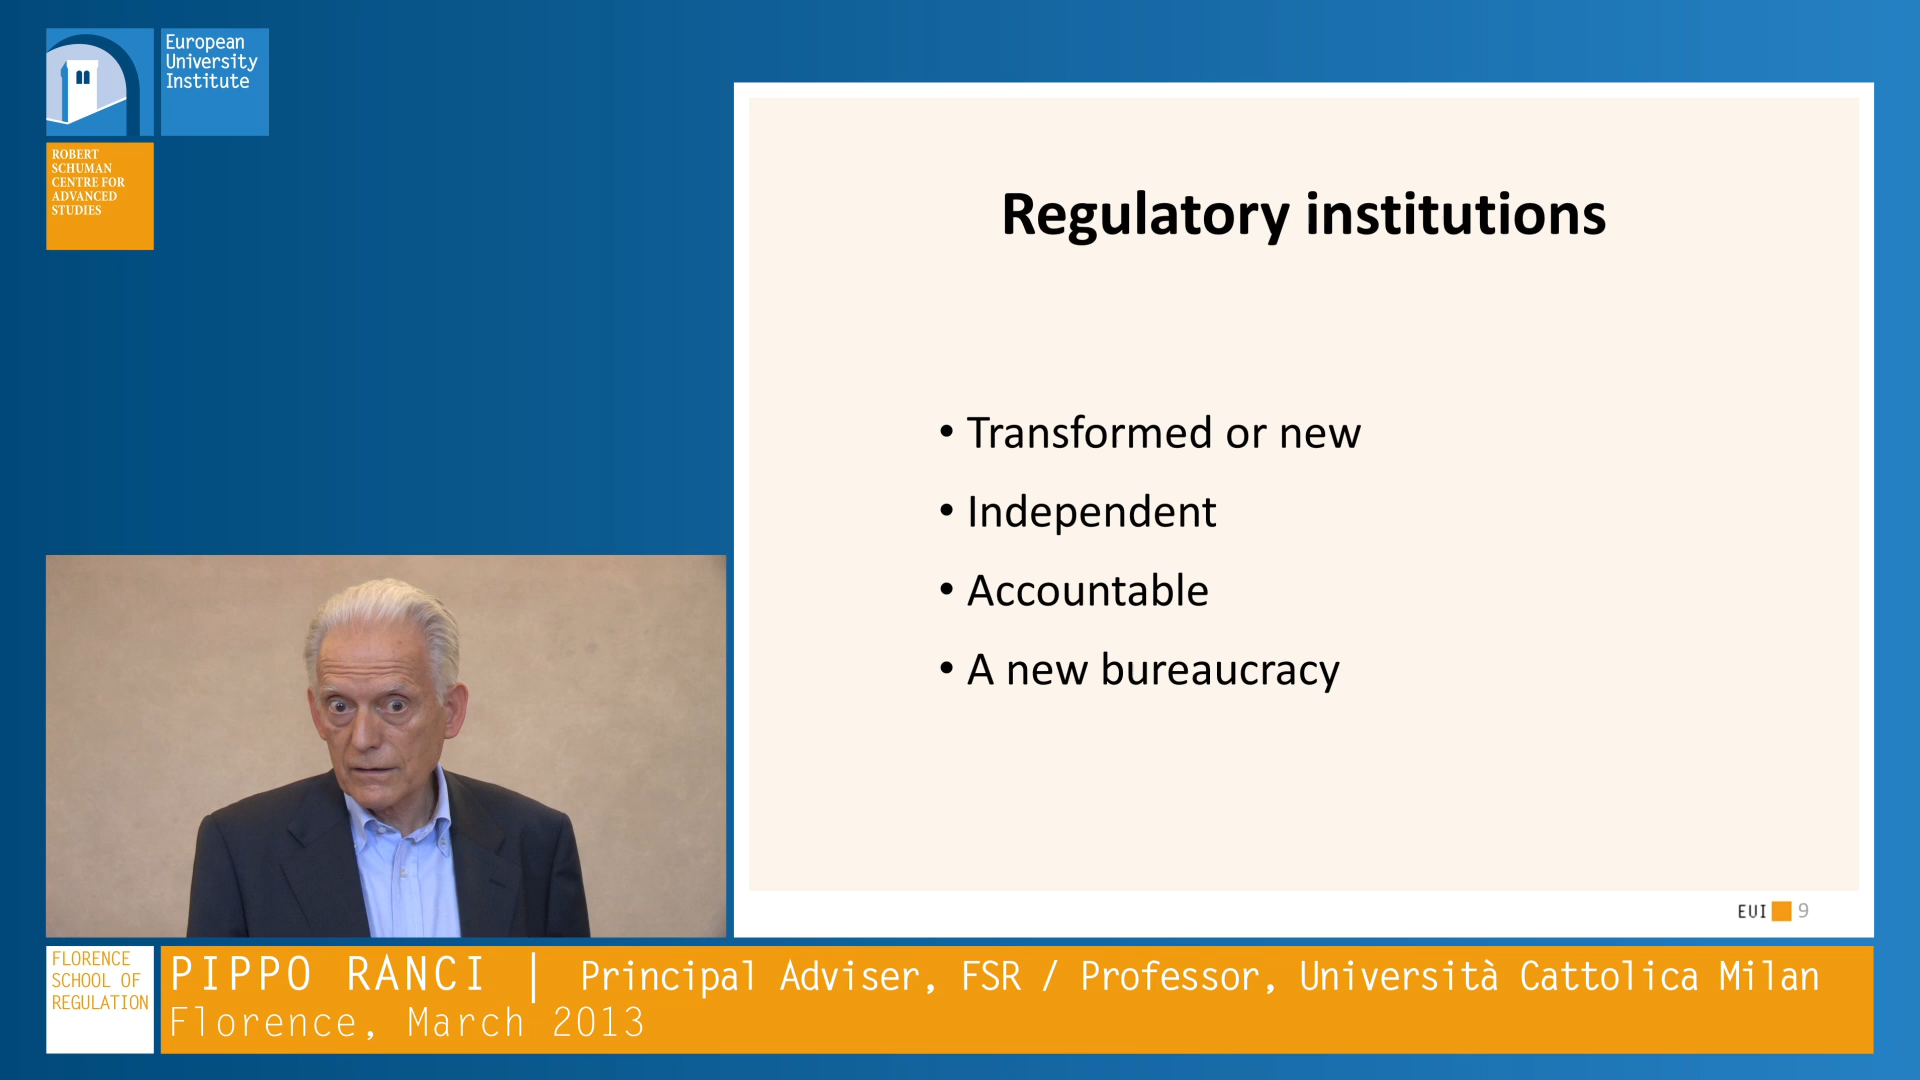 European
University
Institute
ROBERT
SCHUMAN
CENTRE FOR
ADVANCED
STUDIES
Regulatory institutions
• Transformed or new
• Independent
• Accountable
• A new bureaucracy
EUI 9
FLORENCE
SCHOOL OF
REGULATION
PIPPO RANCI | Principal Adviser, FSR / Professor, Università Cattolica Milan
Florence, March 2013